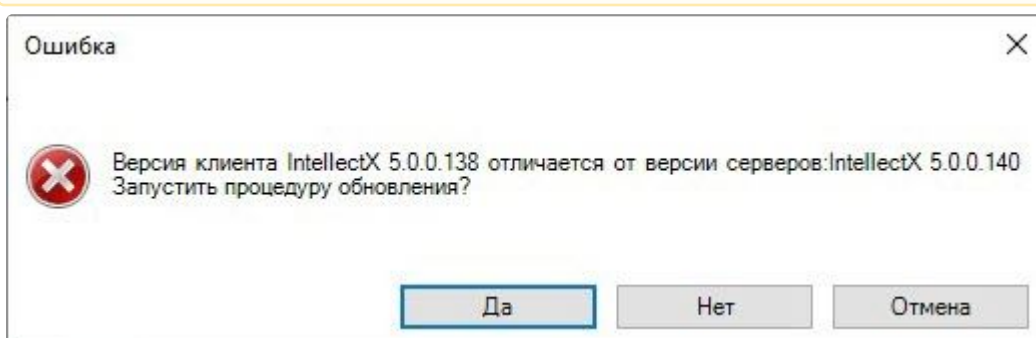 Ошибка
Версия клиента IntellectX 5.0.0.138 отличается от версии серверов:IntellectX 5.0.0.140
Запустить процедуру обновления?
Да
Нет
Отмена